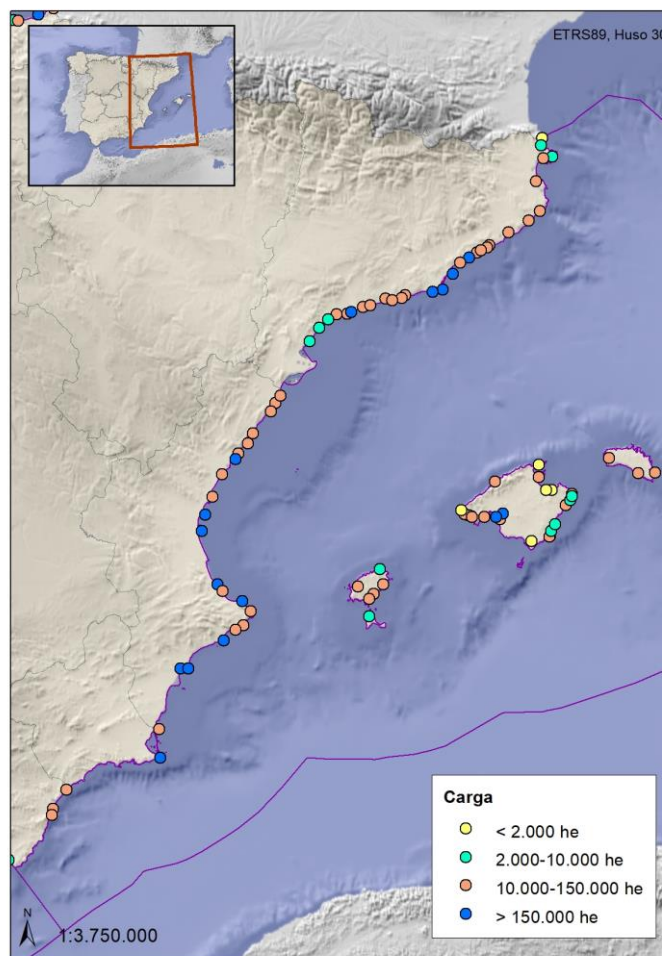 ETRS89, Huso 30
Carga
< 2.000 he
2.000-10.000 he
10.000-150.000 he
> 150.000 he
N
1:3.750.000